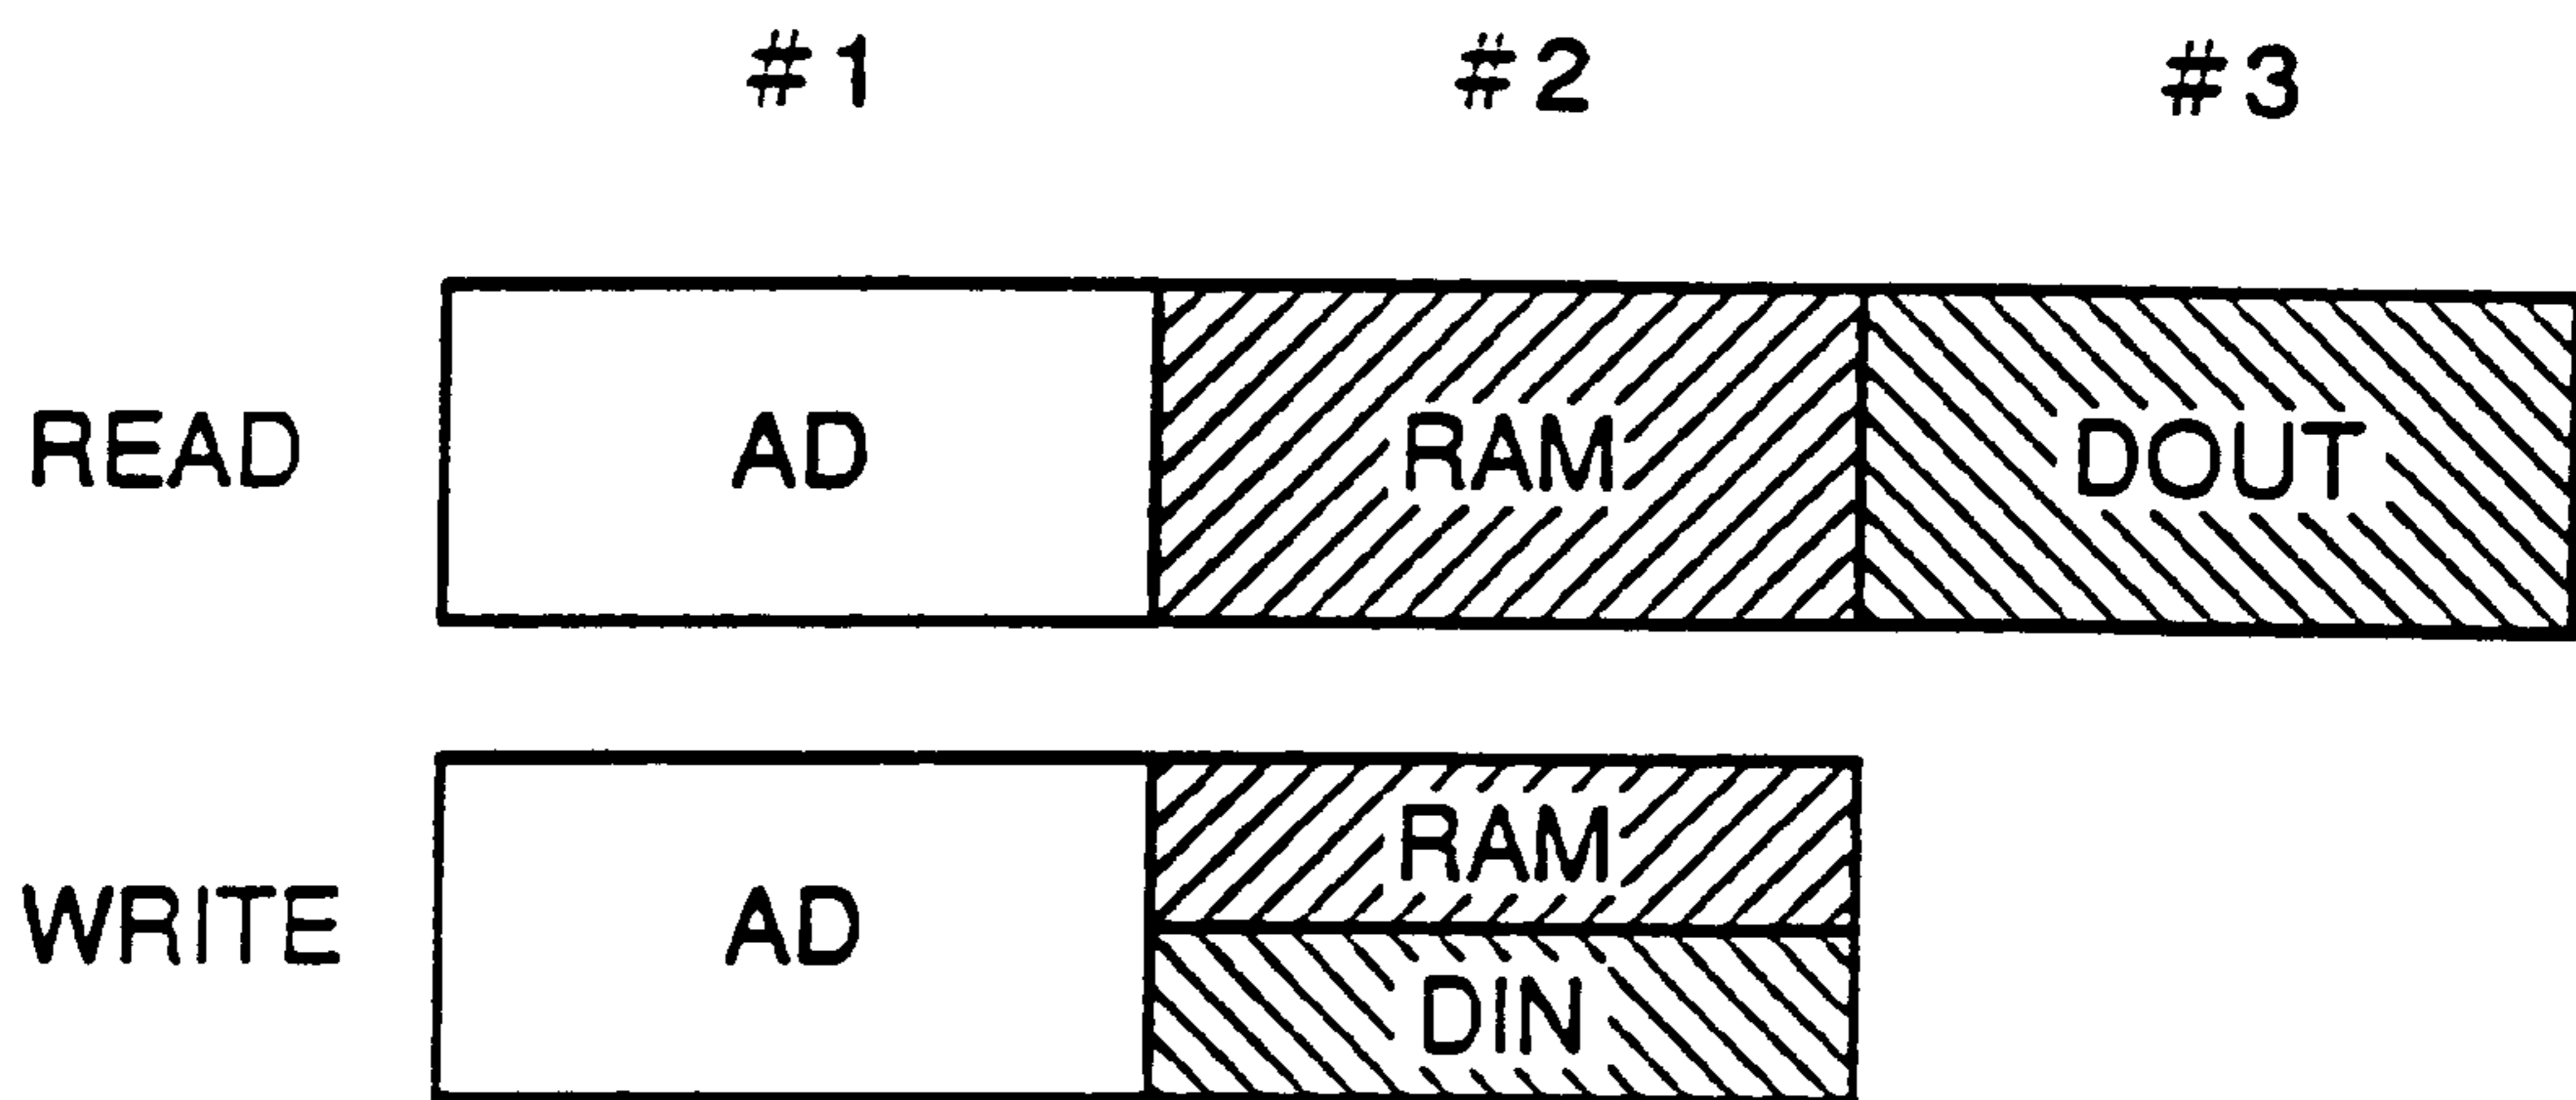 #1 #2 #3
READ AD RAM DOUT
RAM
WRITE AD
DIN